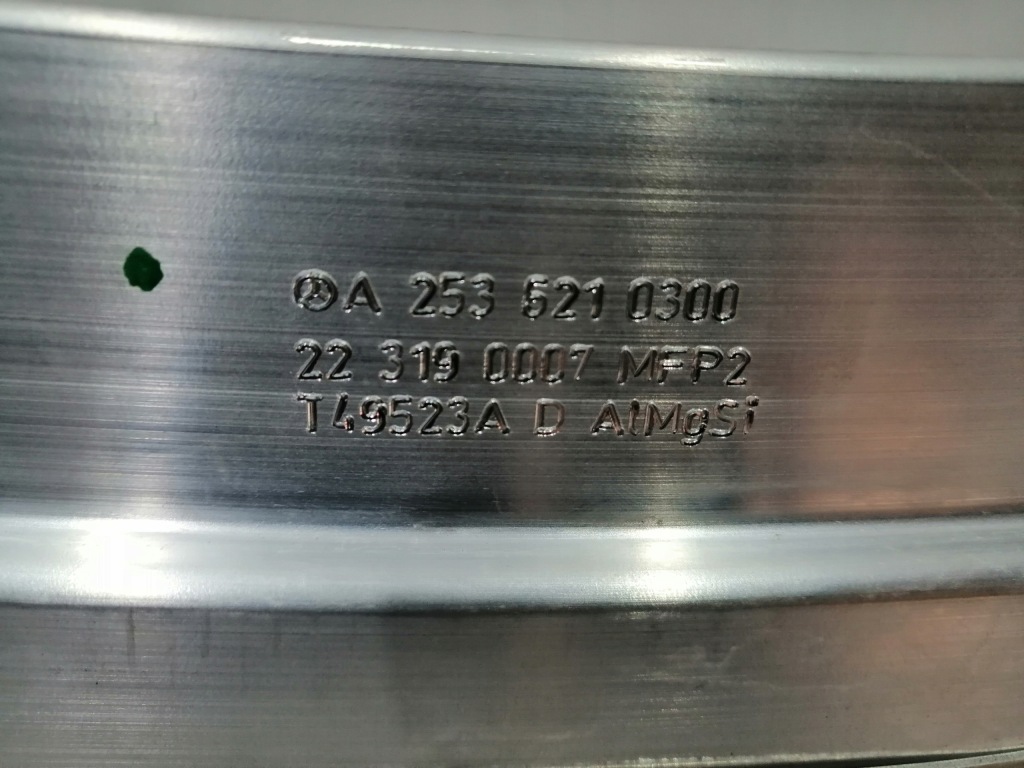 A 253 621 0300
22 319 0007 MFP2
T49523A D AlMgSi